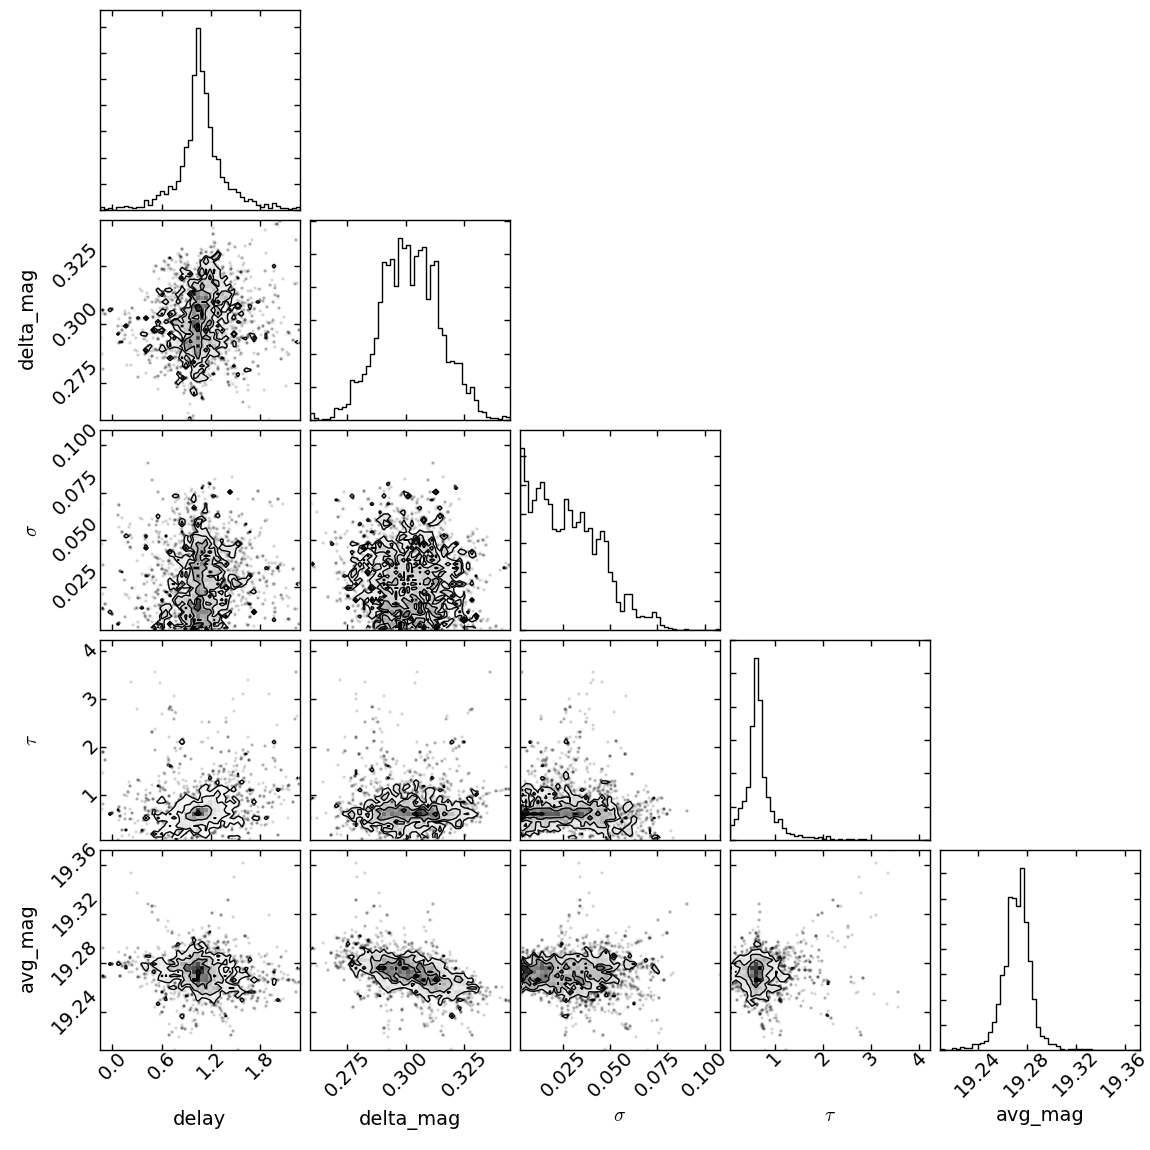 delta_mag
0.325
0.300
0.275
σ
0.100
0.075
0.050
0.025
τ
4
3
2
1
avg_mag
19.36
19.32
19.28
19.24
0.0 0.6 1.2 1.8
0.275 0.300 0.325
0.025 0.050 0.075 0.100
1 2 3 4
19.24 19.28 19.32 19.36
delay delta_mag σ τ avg_mag